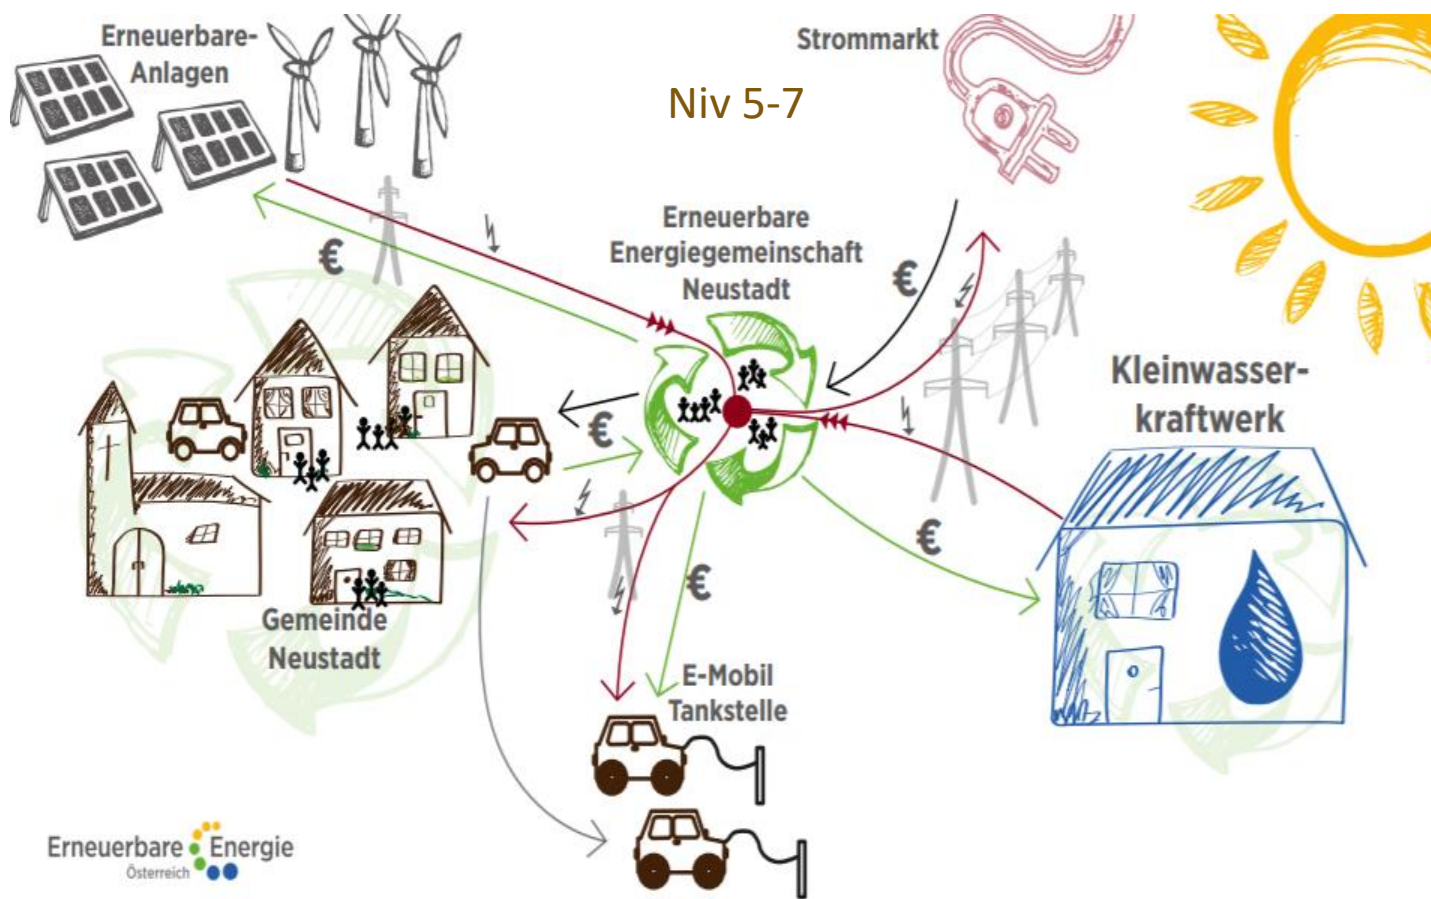 Erneuerbare-
Anlagen
Strommarkt
Niv 5-7
Erneuerbare
Energiegemeinschaft
Neustadt
€
€
€
€
€
Kleinwasser-
kraftwerk
Gemeinde
Neustadt
E-Mobil
Tankstelle
Erneuerbare Energie
Österreich